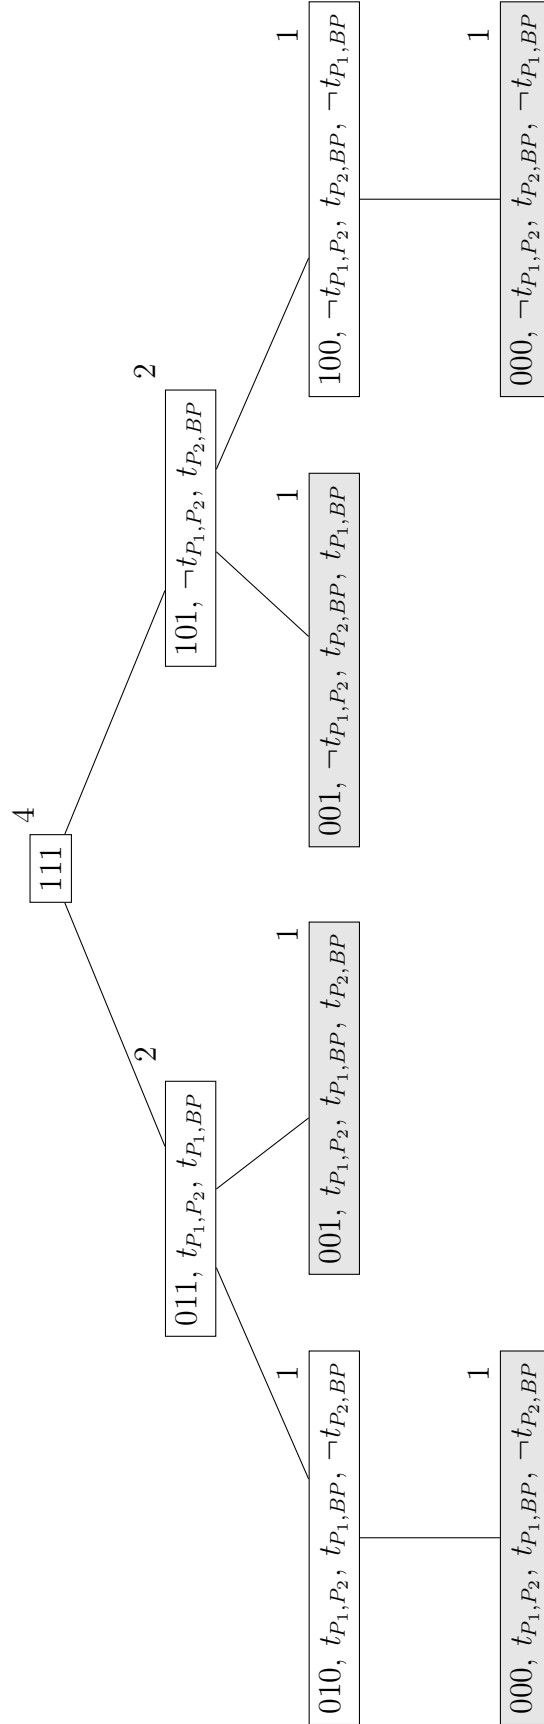 4
111
2
011, t_{P_1,P_2}, t_{P_1,BP}
2
101, ¬t_{P_1,P_2}, t_{P_2,BP}
1
010, t_{P_1,P_2}, t_{P_1,BP}, ¬t_{P_2,BP}
1
001, t_{P_1,P_2}, t_{P_1,BP}, t_{P_2,BP}
1
001, ¬t_{P_1,P_2}, t_{P_2,BP}, t_{P_1,BP}
1
100, ¬t_{P_1,P_2}, t_{P_2,BP}, ¬t_{P_1,BP}
1
000, t_{P_1,P_2}, t_{P_1,BP}, ¬t_{P_2,BP}
1
000, ¬t_{P_1,P_2}, t_{P_2,BP}, ¬t_{P_1,BP}